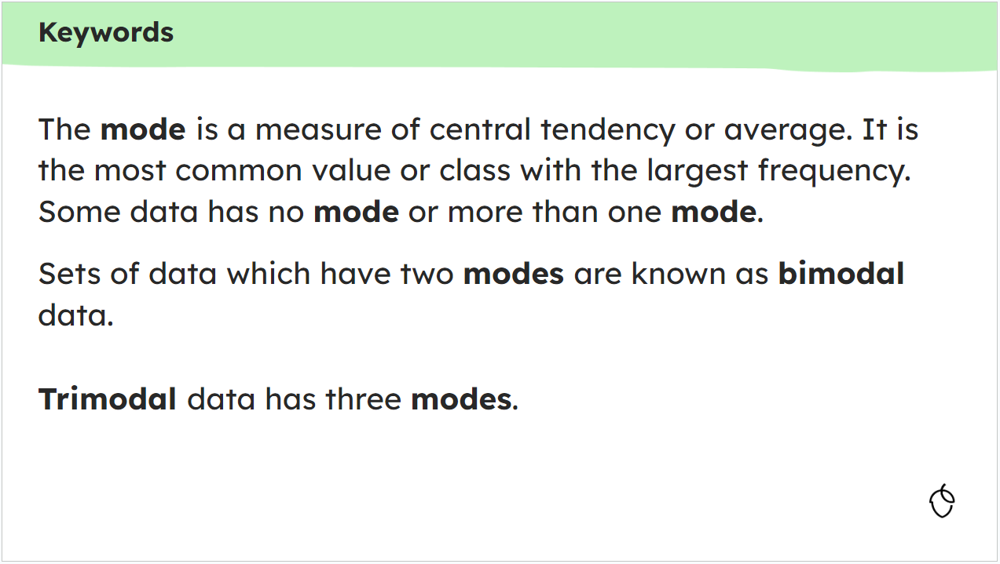 Keywords
The mode is a measure of central tendency or average. It is
the most common value or class with the largest frequency.
Some data has no mode or more than one mode.
Sets of data which have two modes are known as bimodal
data.
Trimodal data has three modes.